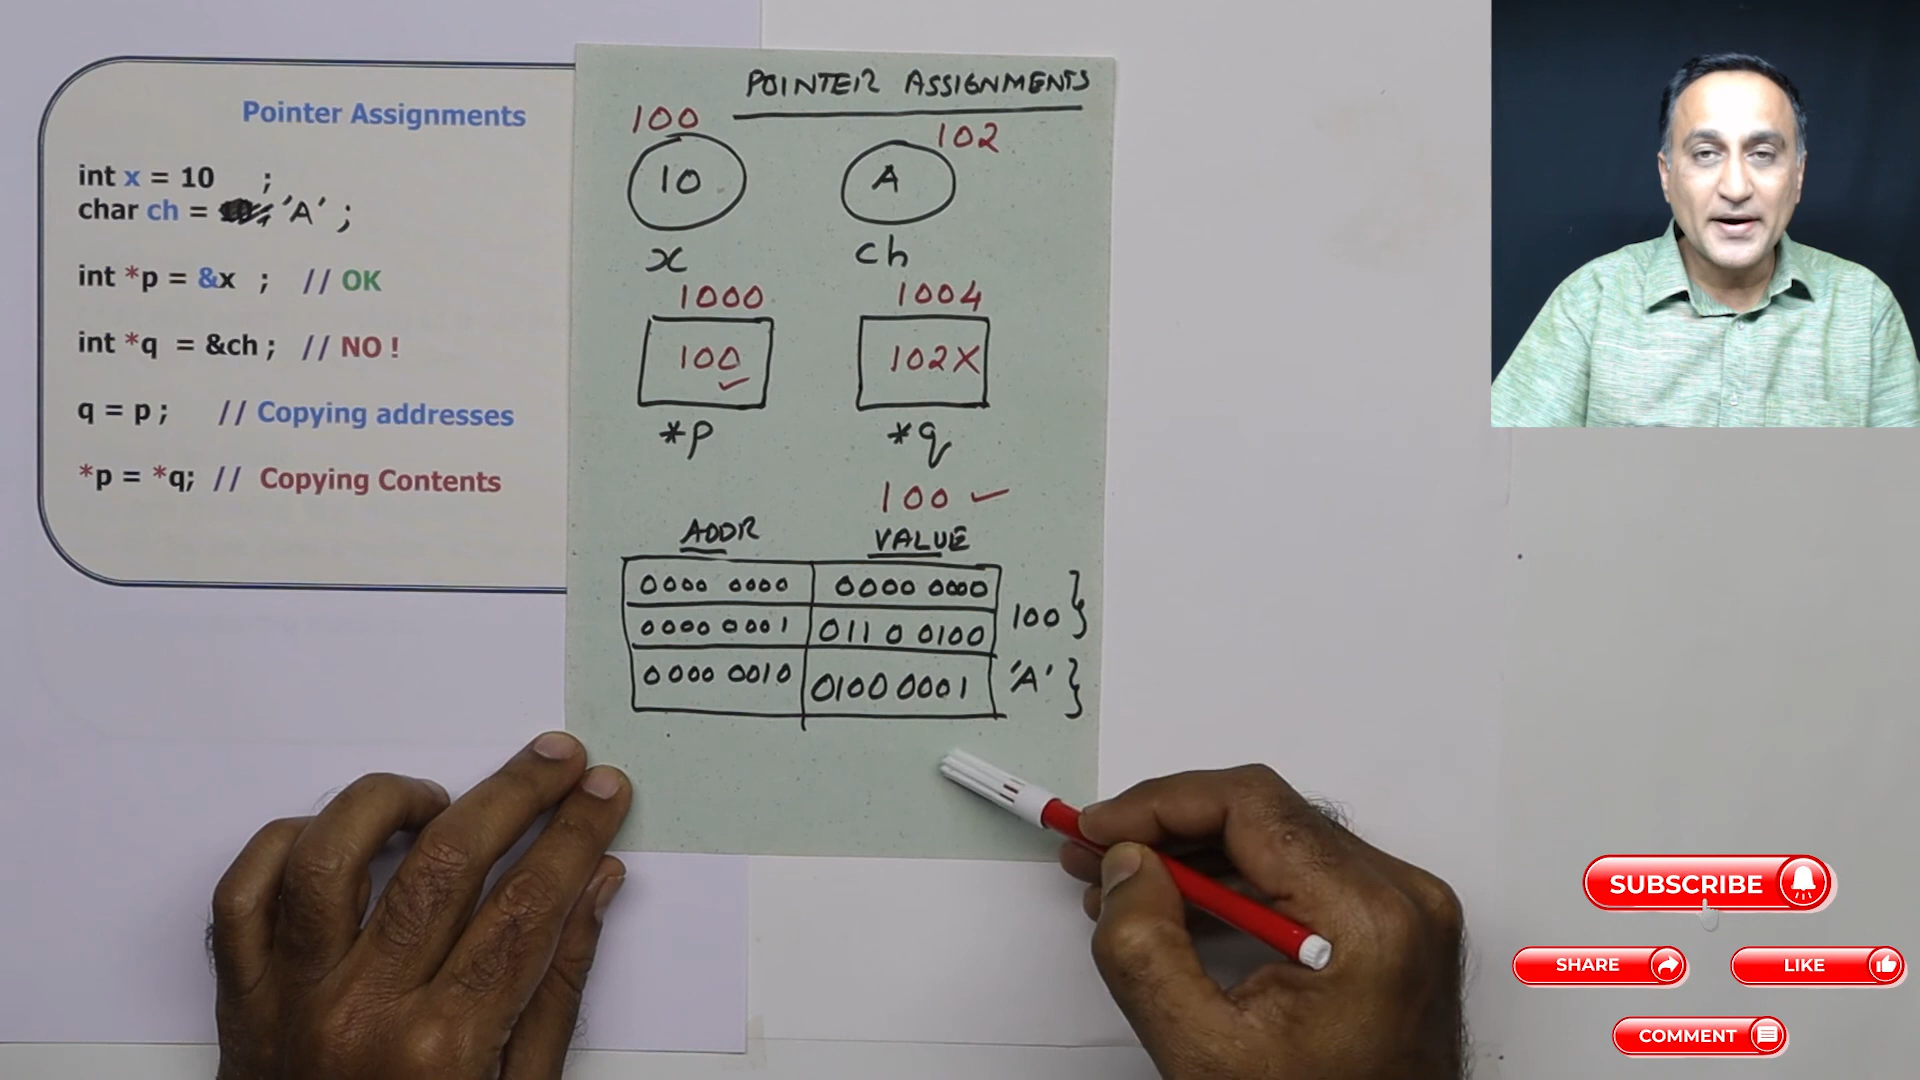 Pointer Assignments
int x = 10 ;
char ch = 'A' ;
int *p = &x ; // OK
int *q = &ch ; // NO !
q = p ; // Copying addresses
*p = *q; // Copying Contents
POINTER ASSIGNMENTS
100 102
10 A
x ch
1000 1004
100 ✓ 102X
*p *q
100 ✓
ADDR VALUE
0000 0000 0000 0000
0000 0001 0110 0100 100 }
0000 0010 0100 0001 'A' }
SUBSCRIBE
SHARE LIKE
COMMENT